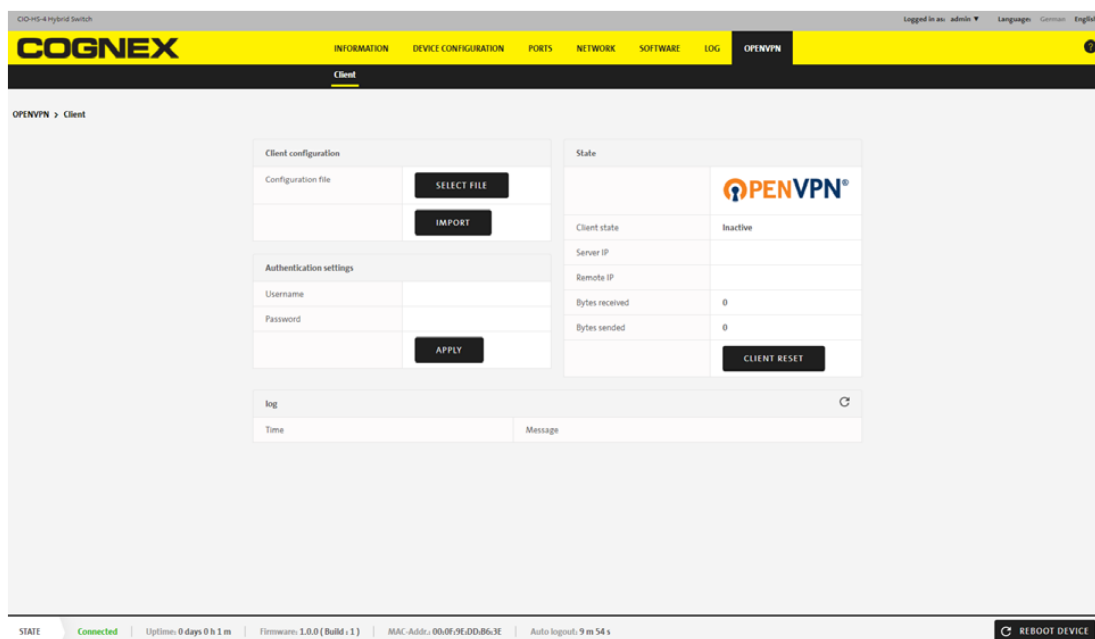 CIO-HS-4 Hybrid Switch
Logged in as: admin ▼ Language: German English
COGNEX
INFORMATION DEVICE CONFIGURATION PORTS NETWORK SOFTWARE LOG OPENVPN ?
Client
OPENVPN > Client
Client configuration
Configuration file SELECT FILE
IMPORT
Authentication settings
Username
Password
APPLY
State
OPENVPN®
Client state Inactive
Server IP
Remote IP
Bytes received 0
Bytes sended 0
CLIENT RESET
log
Time Message
STATE Connected Uptime: 0 days 0 h 1 m Firmware: 1.0.0 ( Build : 1 ) MAC-Addr.: 00:0F:9E:DD:B6:3E Auto logout: 9 m 54 s REBOOT DEVICE